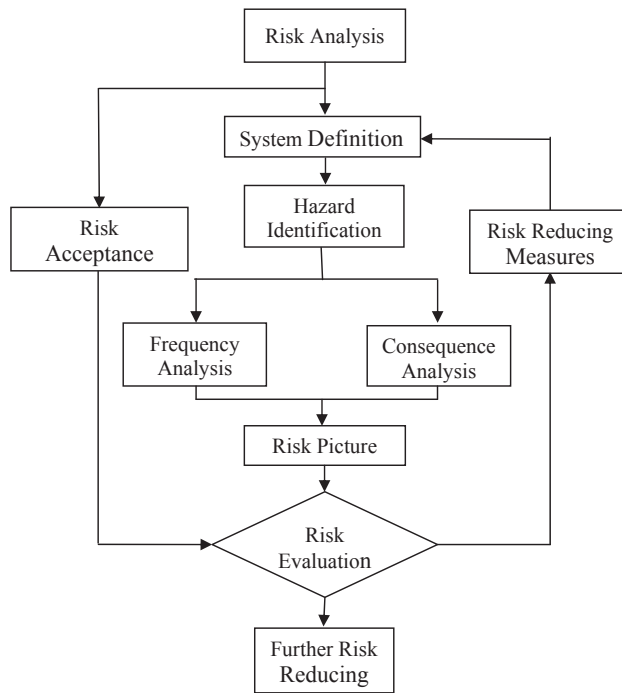 Risk Analysis
System Definition
Hazard
Identification
Risk
Acceptance
Risk Reducing
Measures
Frequency
Analysis
Consequence
Analysis
Risk Picture
Risk
Evaluation
Further Risk
Reducing